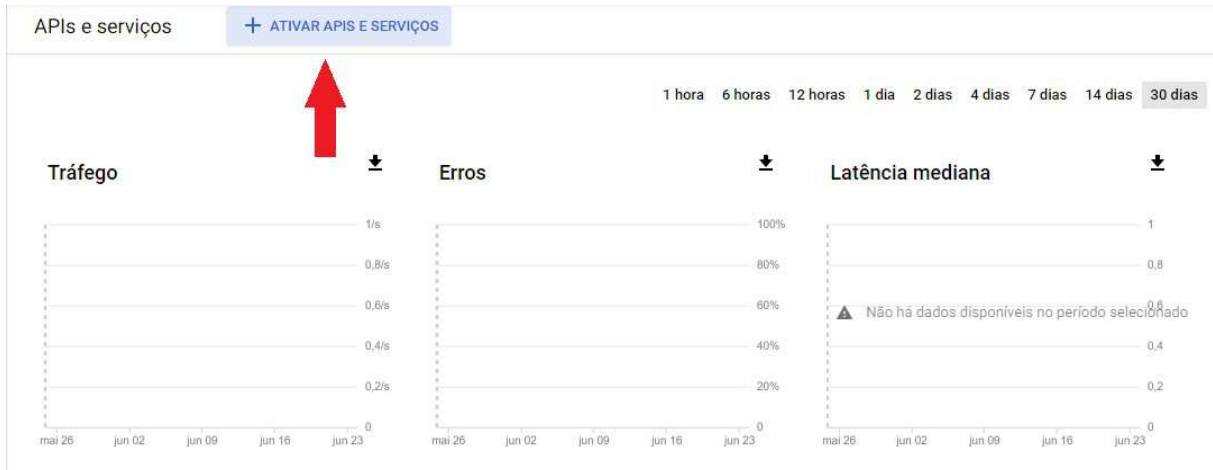 APIs e serviços
+ ATIVAR APIS E SERVIÇOS
1 hora 6 horas 12 horas 1 dia 2 dias 4 dias 7 dias 14 dias 30 dias
Tráfego
1/s
0,8/s
0,6/s
0,4/s
0,2/s
0
mai 26 jun 02 jun 09 jun 16 jun 23
Erros
100%
80%
60%
40%
20%
0
mai 26 jun 02 jun 09 jun 16 jun 23
Latência mediana
1
0,8
0,6
Não há dados disponíveis no período selecionado
0,4
0,2
0
mai 26 jun 02 jun 09 jun 16 jun 23